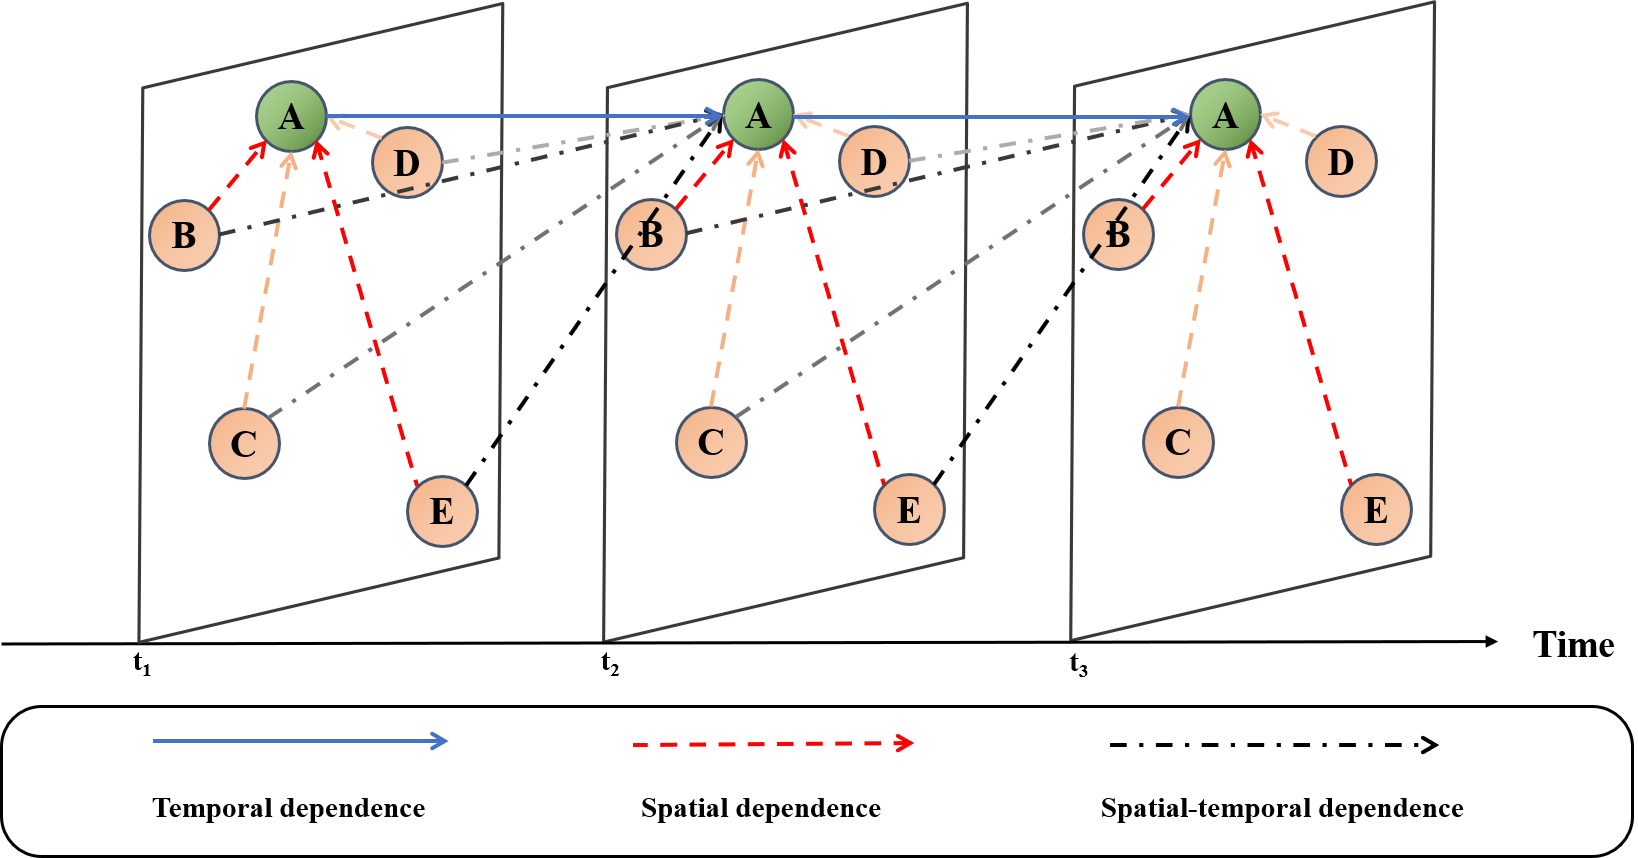 A A A
D D D
B B B
C C C
E E E
t1 t2 t3 Time
Temporal dependence Spatial dependence Spatial-temporal dependence